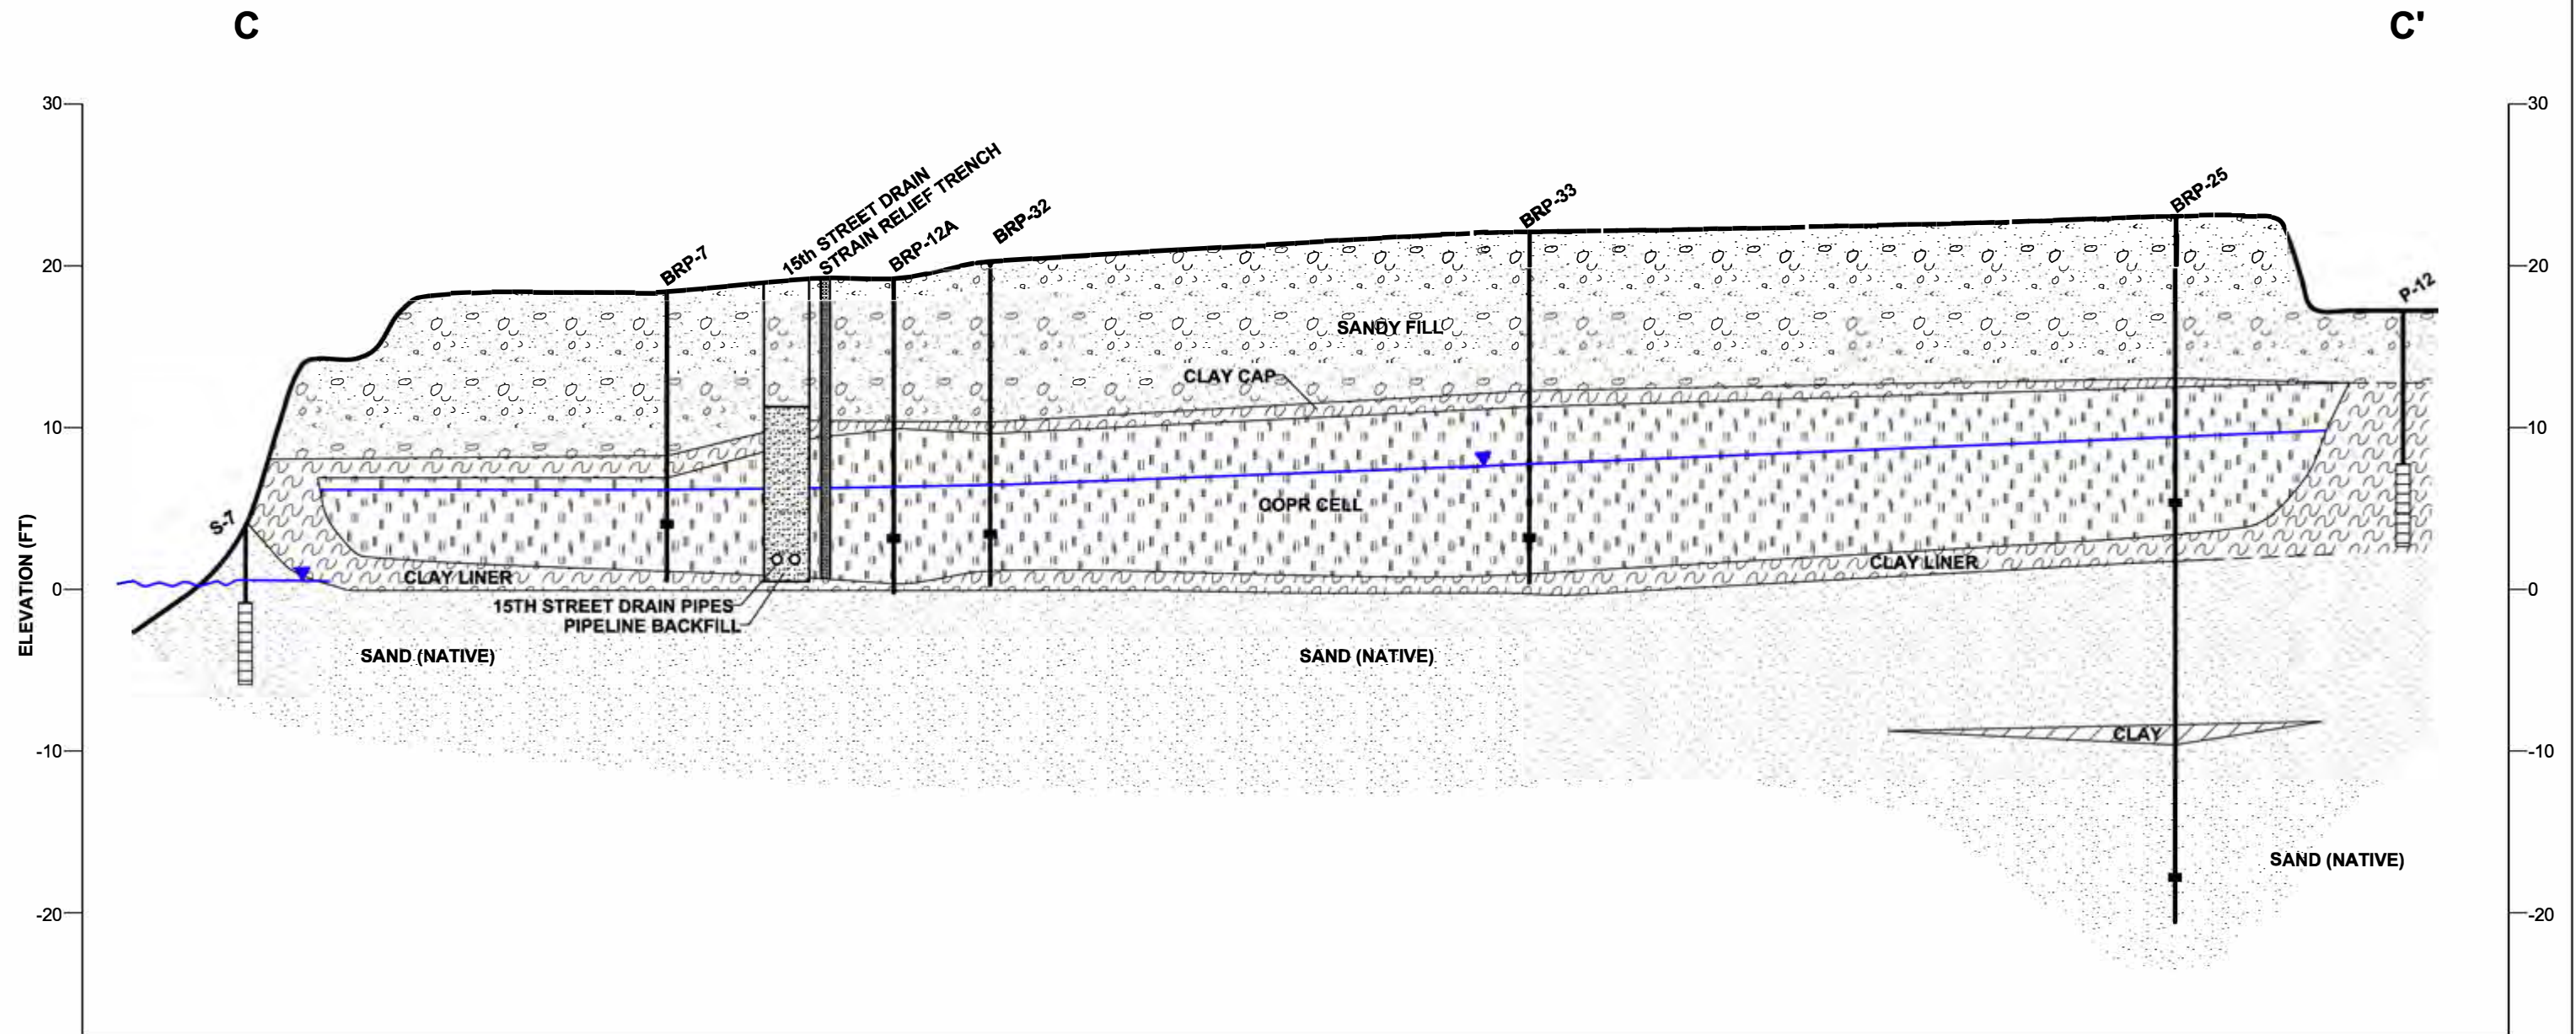 C
C'
30
30
15th STREET DRAIN
STRAIN RELIEF TRENCH
BRP-7
BRP-12A
BRP-32
BRP-33
BRP-25
20
20
P-12
SANDY FILL
CLAY CAP
10
10
S-7
COPR CELL
CLAY LINER
CLAY LINER
0
0
15TH STREET DRAIN PIPES
PIPELINE BACKFILL
ELEVATION (FT)
SAND (NATIVE)
SAND (NATIVE)
CLAY
-10
-10
SAND (NATIVE)
-20
-20